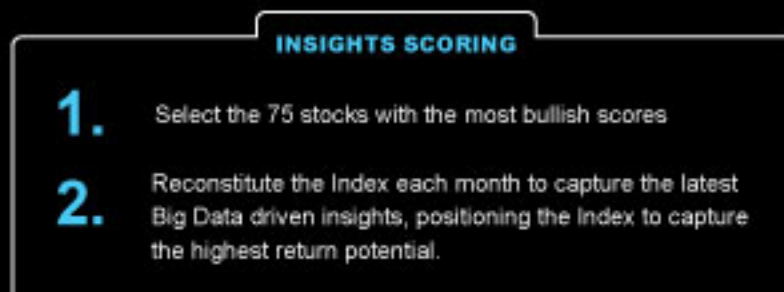 INSIGHTS SCORING
1. Select the 75 stocks with the most bullish scores
2. Reconstitute the Index each month to capture the latest
Big Data driven insights, positioning the Index to capture
the highest return potential.